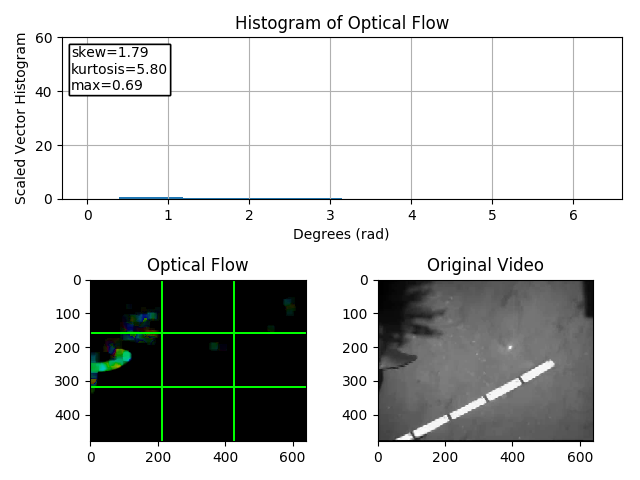 Histogram of Optical Flow
Scaled Vector Histogram
60
40
20
0
skew=1.79
kurtosis=5.80
max=0.69
0 1 2 3 4 5 6
Degrees (rad)
Optical Flow
0
100
200
300
400
0 200 400 600
Original Video
0
100
200
300
400
0 200 400 600